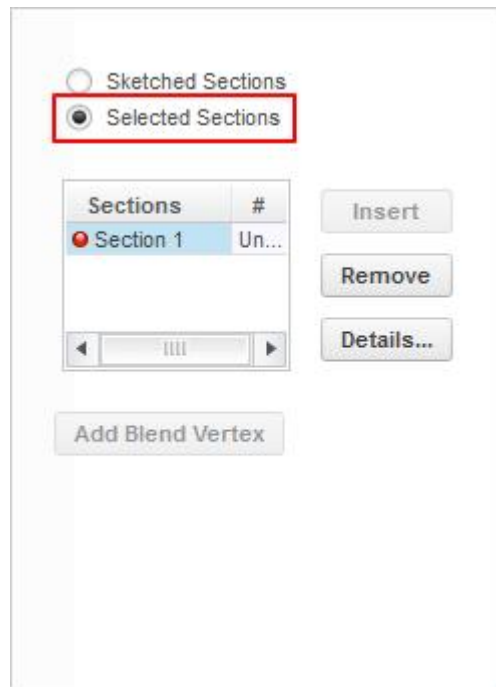 Sketched Sections
Selected Sections
Sections #
Insert
Section 1 Un...
Remove
Details...
Add Blend Vertex